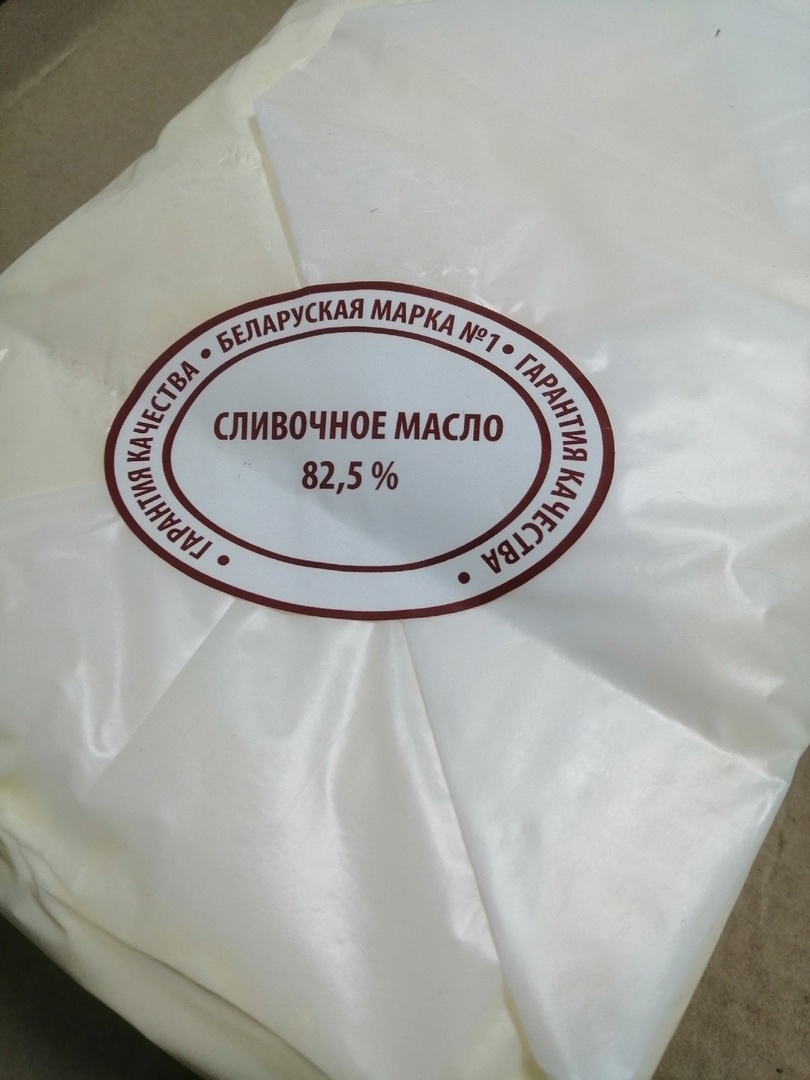 • БЕЛАРУСКАЯ МАРКА №1 • ГАРАНТИЯ КАЧЕСТВА • • ГАРАНТИЯ КАЧЕСТВА
СЛИВОЧНОЕ МАСЛО
82,5 %